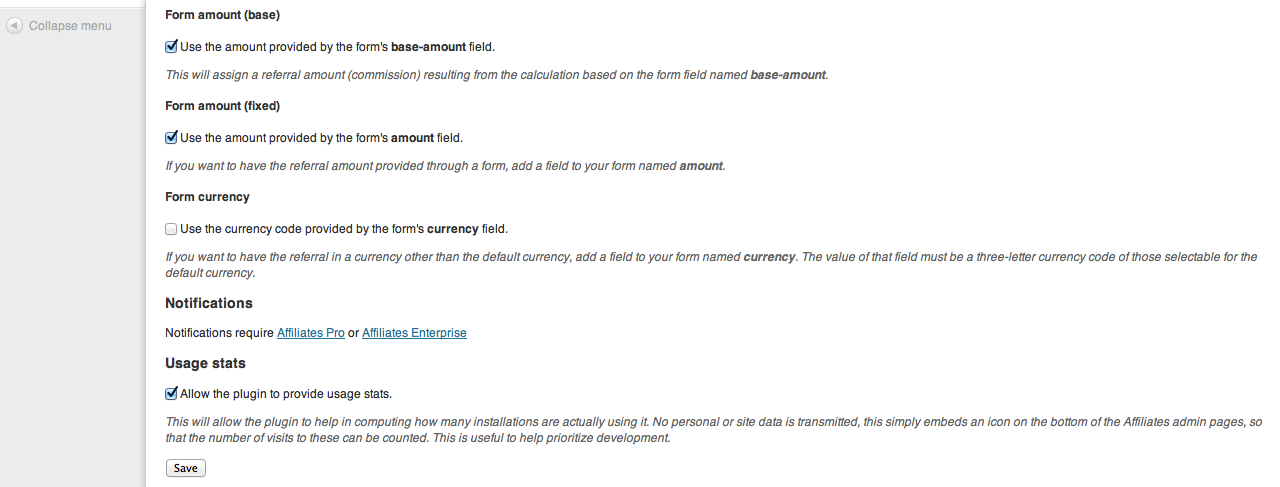 Collapse menu
Form amount (base)
Use the amount provided by the form's base-amount field.
This will assign a referral amount (commission) resulting from the calculation based on the form field named base-amount.
Form amount (fixed)
Use the amount provided by the form's amount field.
If you want to have the referral amount provided through a form, add a field to your form named amount.
Form currency
Use the currency code provided by the form's currency field.
If you want to have the referral in a currency other than the default currency, add a field to your form named currency. The value of that field must be a three-letter currency code of those selectable for the
default currency.
Notifications
Notifications require Affiliates Pro or Affiliates Enterprise
Usage stats
Allow the plugin to provide usage stats.
This will allow the plugin to help in computing how many installations are actually using it. No personal or site data is transmitted, this simply embeds an icon on the bottom of the Affiliates admin pages, so
that the number of visits to these can be counted. This is useful to help prioritize development.
Save